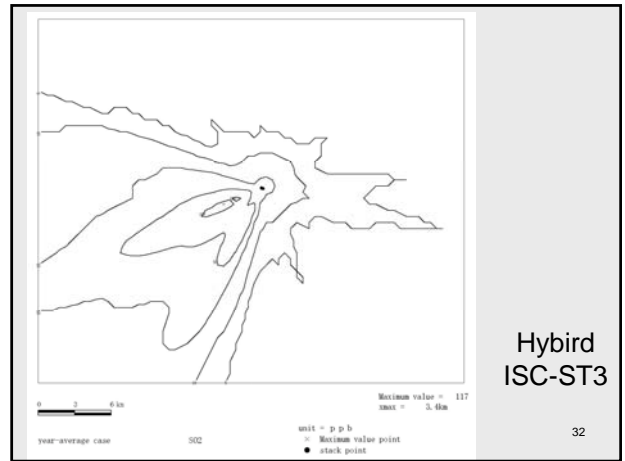 Hybird
ISC-ST3
0 2 6 km
Maximum value = 117
xmax = 3.4km
unit = p p b
× Maximum value point
● stack point
year-average case SO2
32